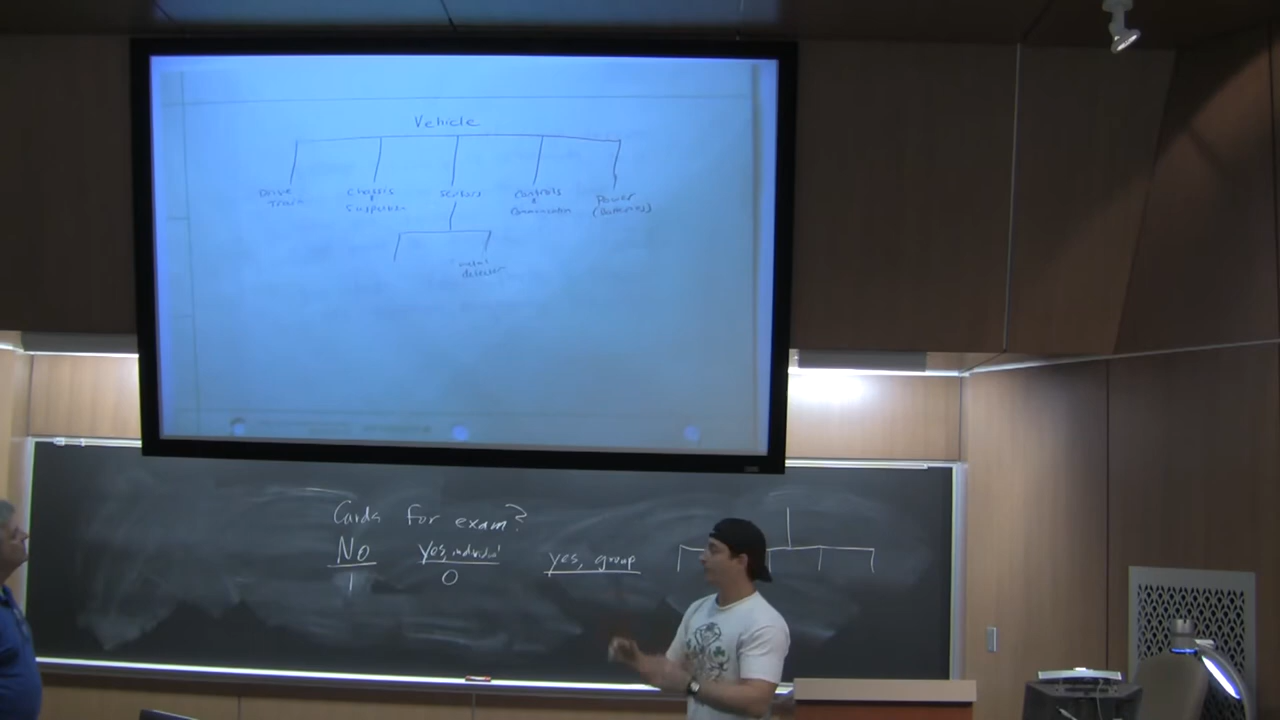 Vehicle
Drive
Train
Chassis
&
Suspection
Sensors
Controls
&
Communication
Power
(Batteries)
metal
detector
Cards for exam?
No
yes, individual
yes, group
1
0